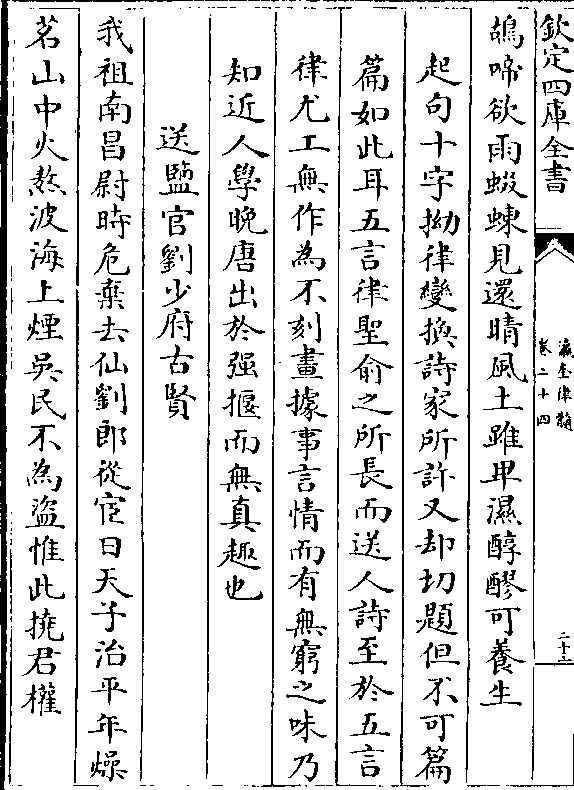 欽定四庫全書
瀛奎律髓
卷二十四
二十二
鴣啼欲雨蝃蝀見還晴風土雖卑濕醇醪可養生
起句十字拗律變換詩家所許又却切題但不可篇
篇如此耳五言律聖俞之所長而送人詩至於五言
律尤工無作為不刻畫據事言情而有無窮之味乃
知近人學晚唐出於强揠而無真趣也
送鹽官劉少府古賢
我祖南昌尉時危棄去仙劉郎從宦日天子治平年燥
茗山中火熬波海上煙吳民不為盜惟此撓君權